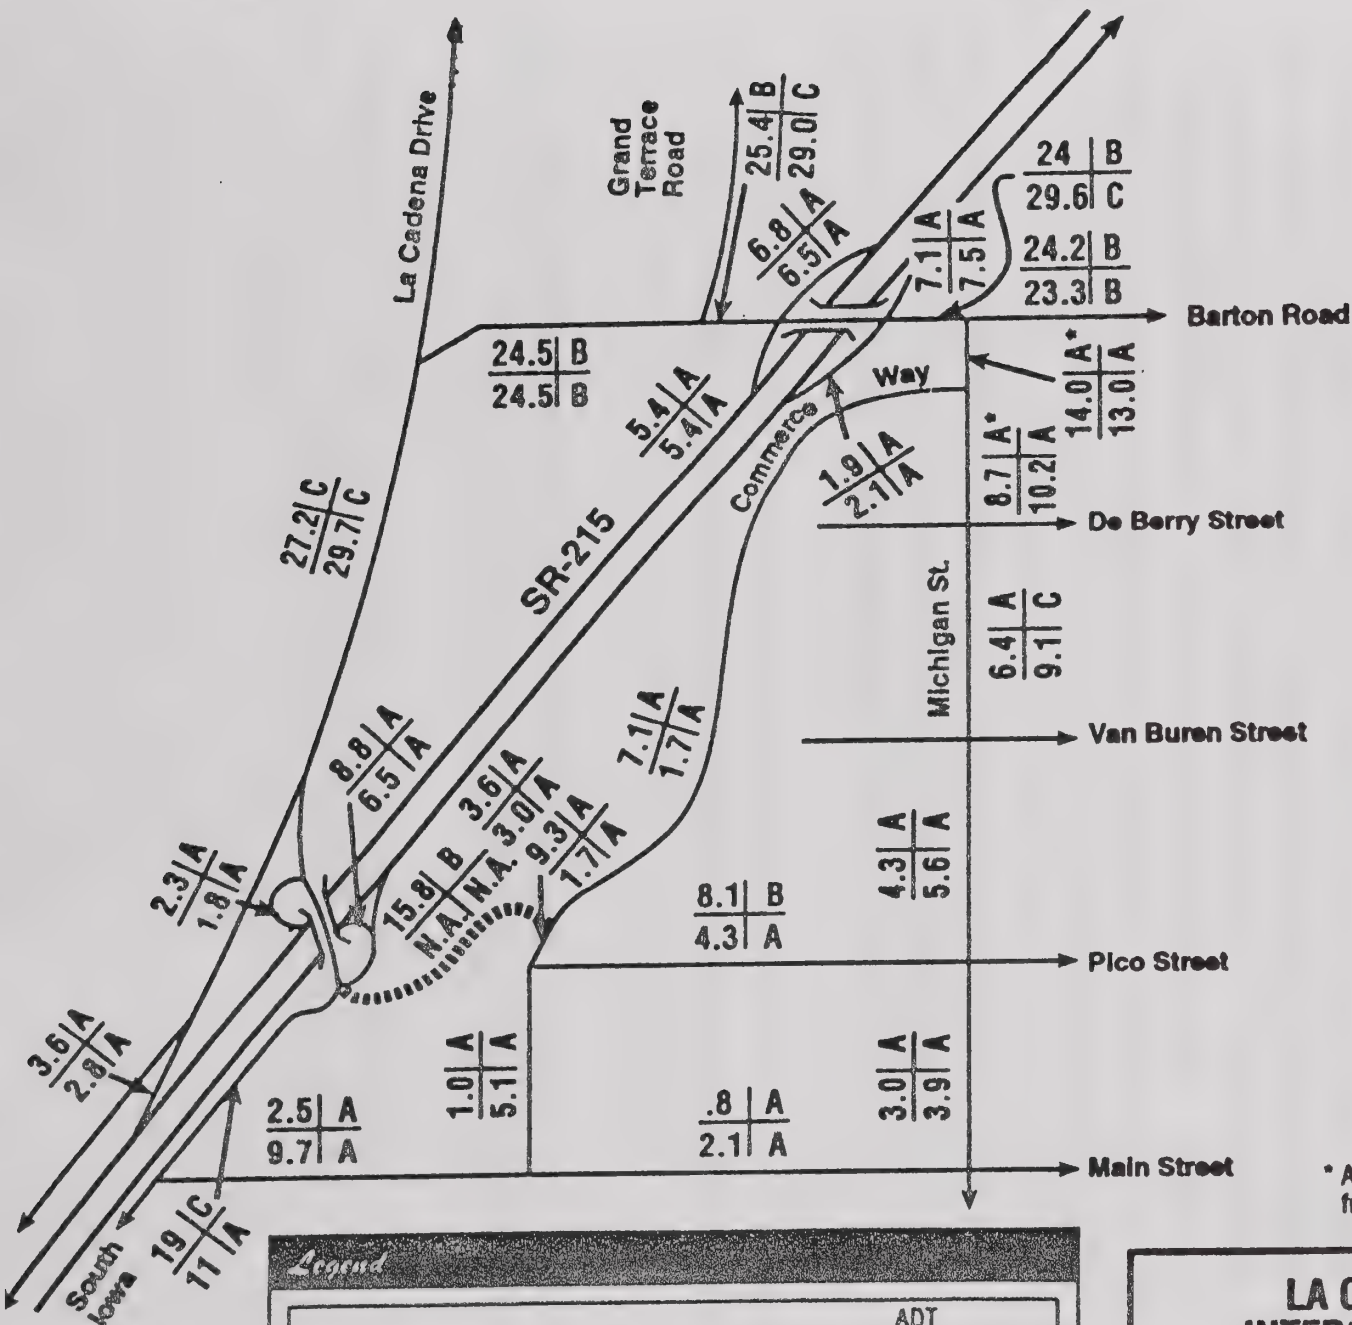 La Cadena Drive
Grand
Terrace
Road
25.4 B
29.0 C
6.8 A
6.5 A
7.1 A
7.5 A
24 B
29.6 C
24.2 B
23.3 B
Barton Road
24.5 B
24.5 B
5.4 A
5.4 A
Commerce Way
14.0 A*
13.0 A
8.7 A*
10.2 A
1.9 A
2.1 A
De Berry Street
27.2 C
29.7 C
SR-215
Michigan St.
6.4 A
9.1 C
7.1 A
1.7 A
Van Buren Street
8.8 A
6.5 A
3.6 A
3.0 A
9.3 A
1.7 A
15.8 B
N.A. N.A.
2.3 A
1.8 A
4.3 A
5.6 A
8.1 B
4.3 A
Pico Street
3.6 A
2.8 A
1.0 A
5.1 A
3.0 A
3.9 A
2.5 A
9.7 A
.8 A
2.1 A
Main Street
19 C
11 A
South
Iowa
* A
Legend
ADT
LA C